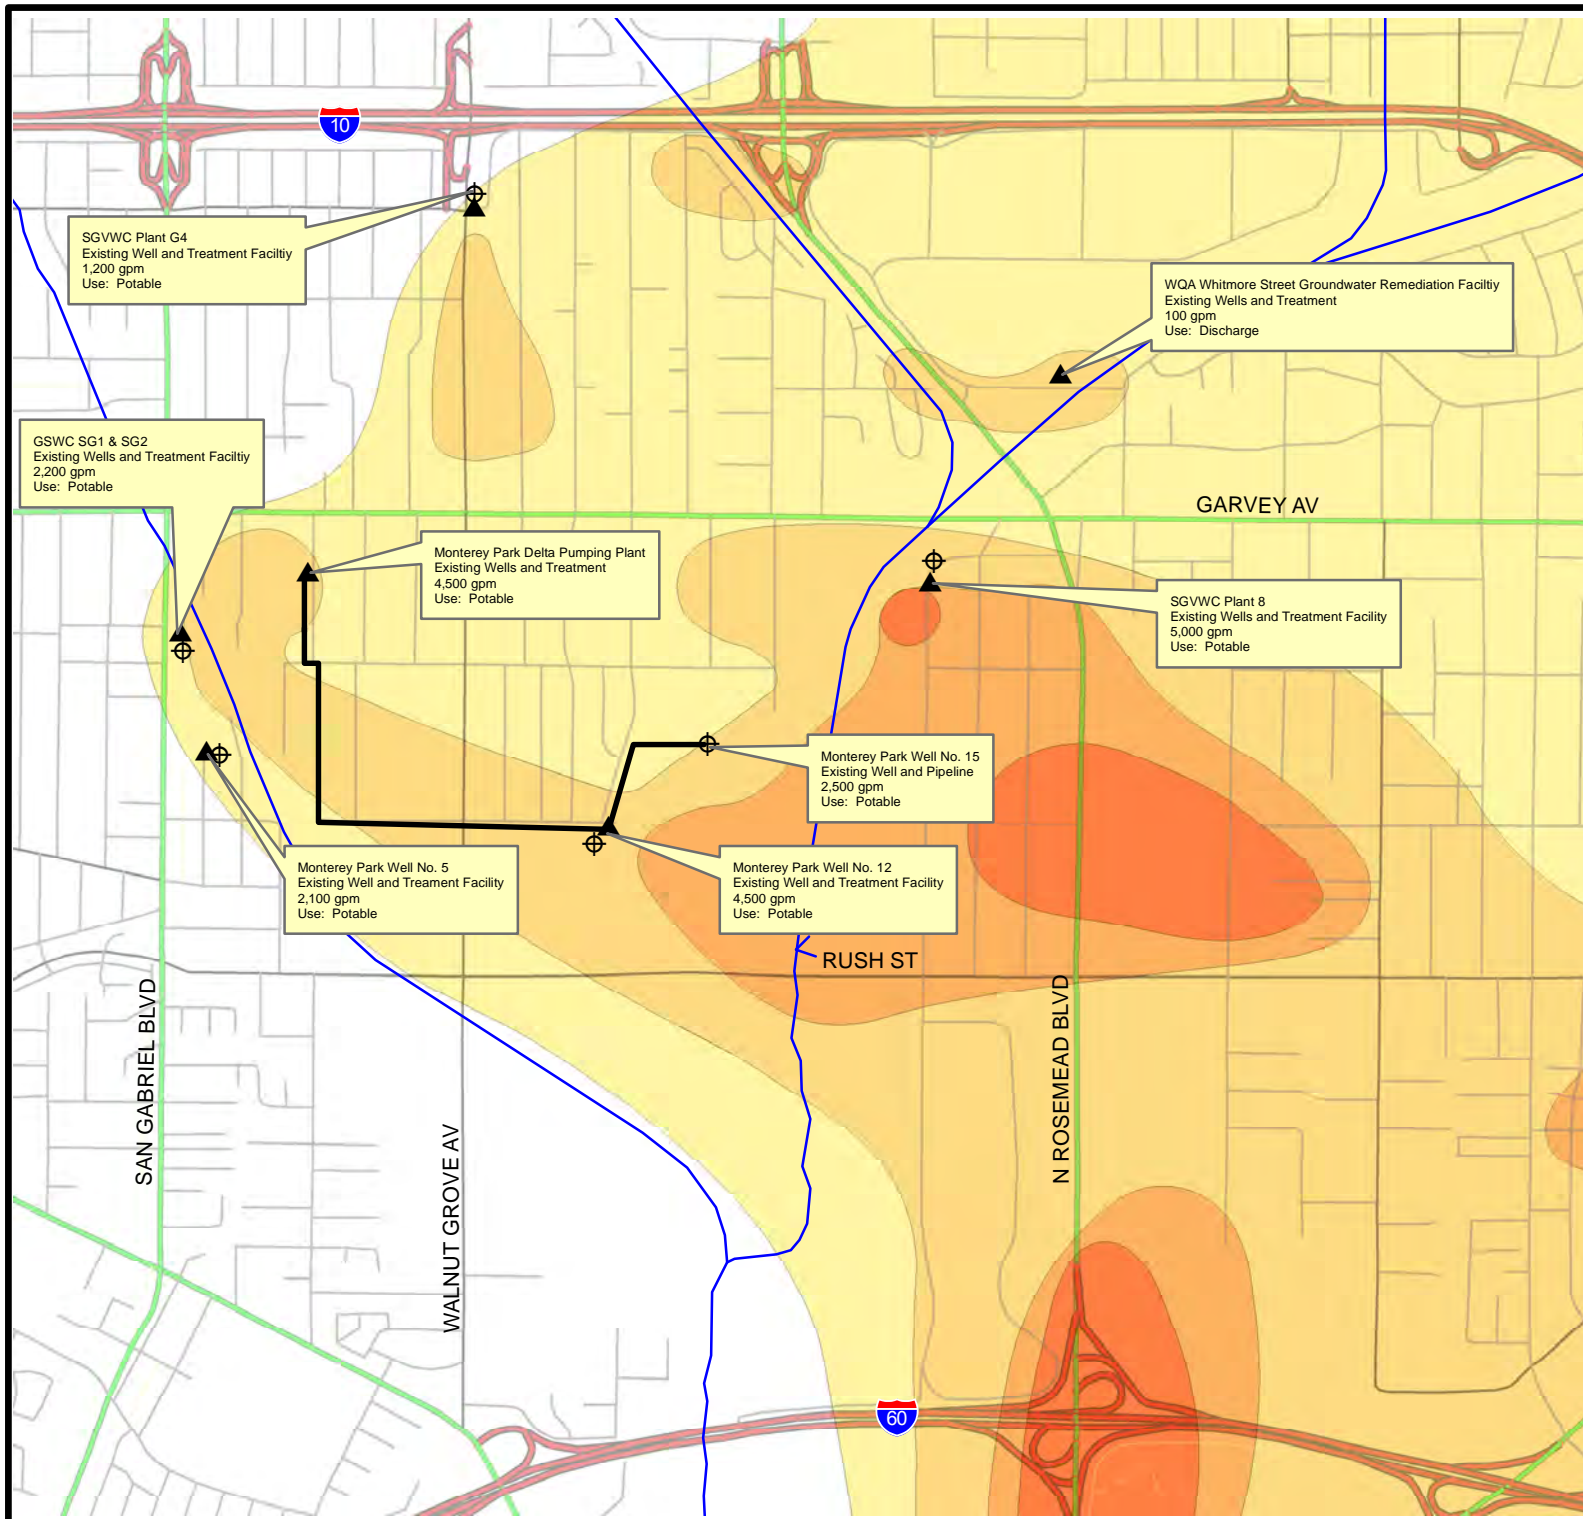 10
SGVWC Plant G4
Existing Well and Treatment Faciltiy
1,200 gpm
Use: Potable
WQA Whitmore Street Groundwater Remediation Faciltiy
Existing Wells and Treatment
100 gpm
Use: Discharge
GSWC SG1 & SG2
Existing Wells and Treatment Faciltiy
2,200 gpm
Use: Potable
GARVEY AV
Monterey Park Delta Pumping Plant
Existing Wells and Treatment
4,500 gpm
Use: Potable
SGVWC Plant 8
Existing Wells and Treatment Facility
5,000 gpm
Use: Potable
Monterey Park Well No. 15
Existing Well and Pipeline
2,500 gpm
Use: Potable
Monterey Park Well No. 5
Existing Well and Treament Facility
2,100 gpm
Use: Potable
Monterey Park Well No. 12
Existing Well and Treatment Facility
4,500 gpm
Use: Potable
RUSH ST
SAN GABRIEL BLVD
WALNUT GROVE AV
N ROSEMEAD BLVD
60